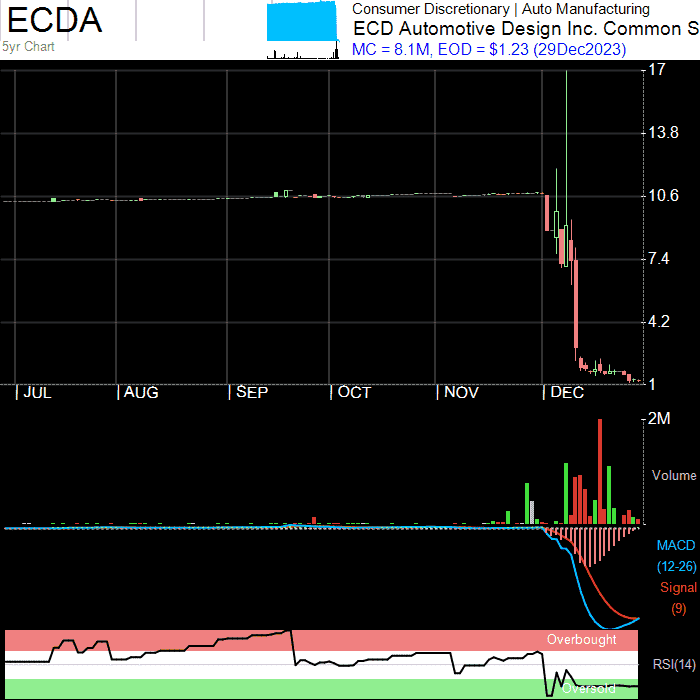 ECDA
5yr Chart
Consumer Discretionary | Auto Manufacturing
ECD Automotive Design Inc. Common S
MC = 8.1M, EOD = $1.23 (29Dec2023)
17
13.8
10.6
7.4
4.2
1
JUL AUG SEP OCT NOV DEC
2M
Volume
MACD
(12-26)
Signal
(9)
Overbought
RSI(14)
Oversold